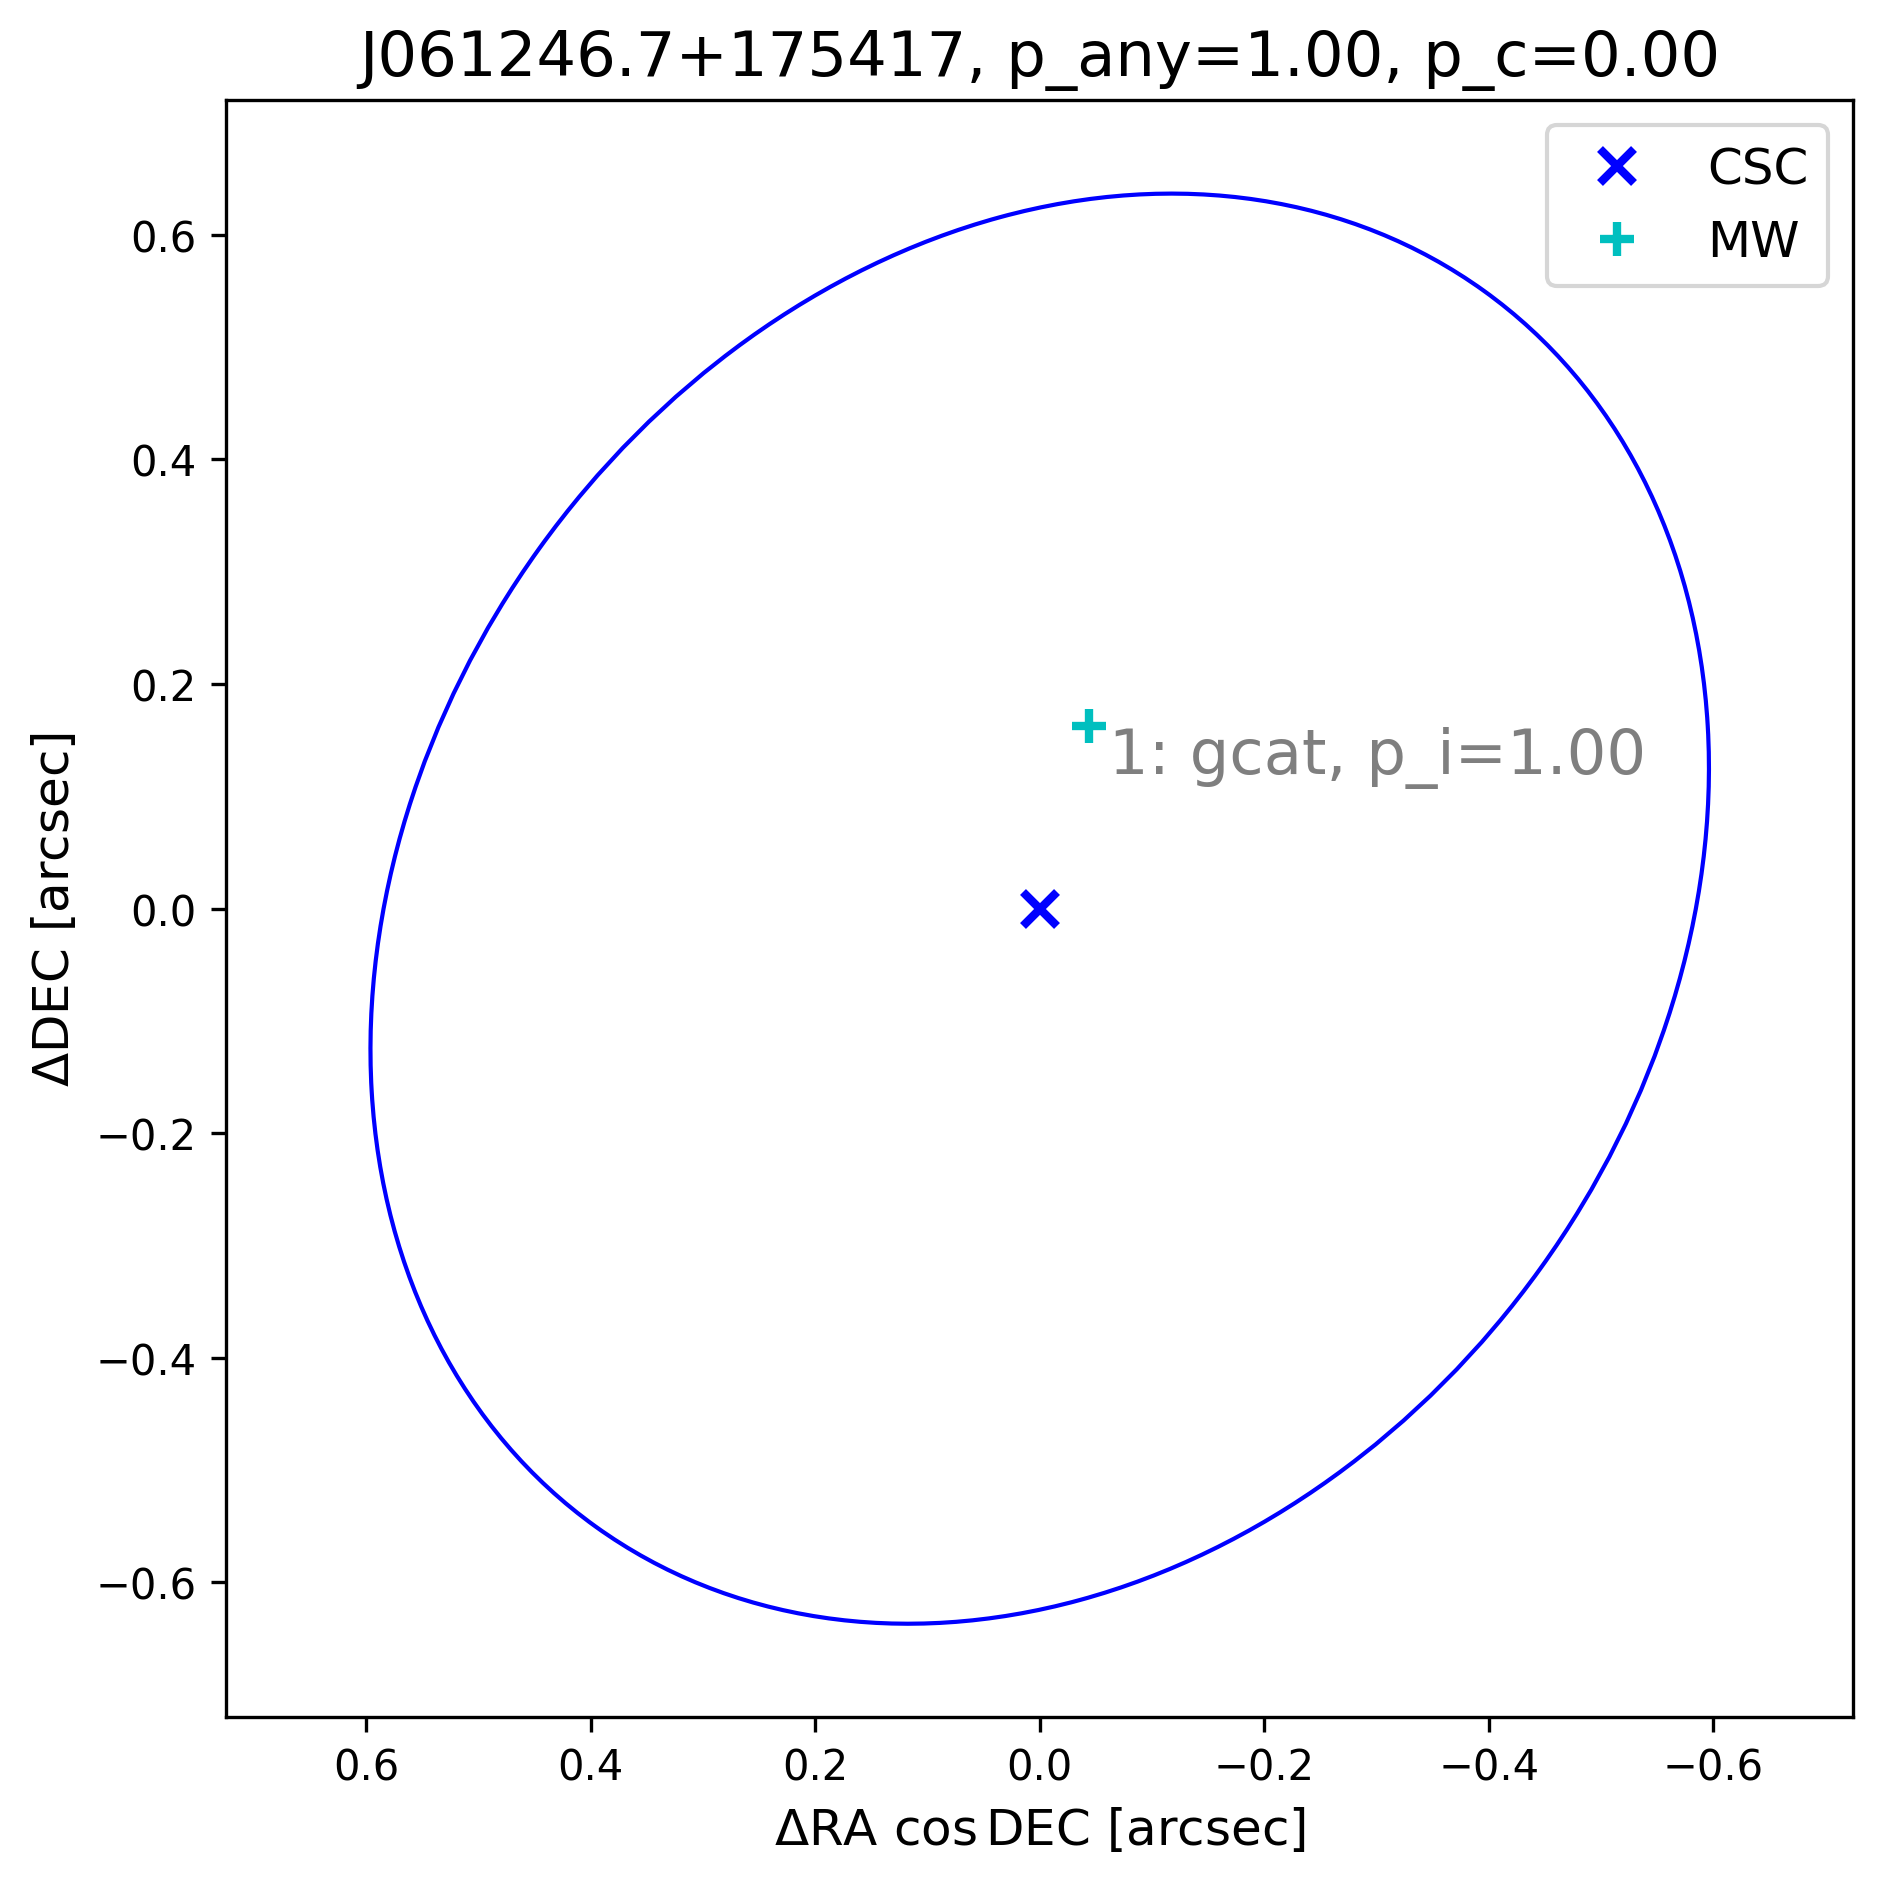 J061246.7+175417, p_any=1.00, p_c=0.00
CSC
MW
0.6
0.4
0.2
0.0
−0.2
−0.4
−0.6
ΔDEC [arcsec]
1: gcat, p_i=1.00
0.6 0.4 0.2 0.0 −0.2 −0.4 −0.6
ΔRA cos DEC [arcsec]